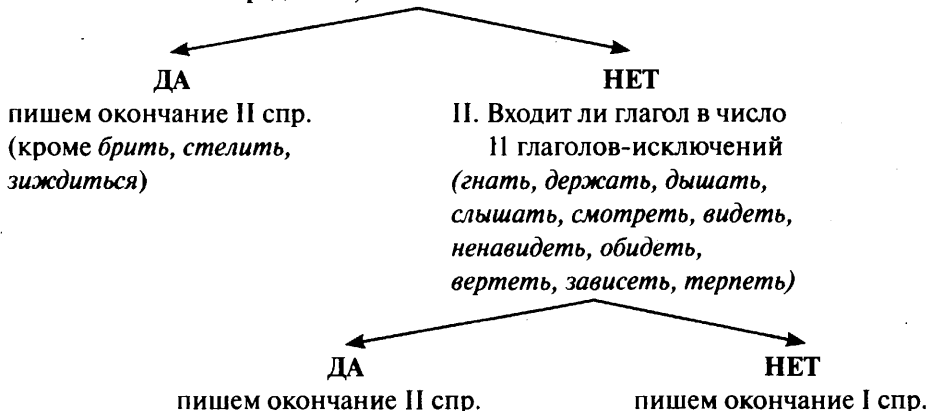 ДА
НЕТ
пишем окончание II спр.
(кроме брить, стелить,
зиждиться)
II. Входит ли глагол в число
11 глаголов-исключений
(гнать, держать, дышать,
слышать, смотреть, видеть,
ненавидеть, обидеть,
вертеть, зависеть, терпеть)
ДА
НЕТ
пишем окончание II спр.
пишем окончание I спр.